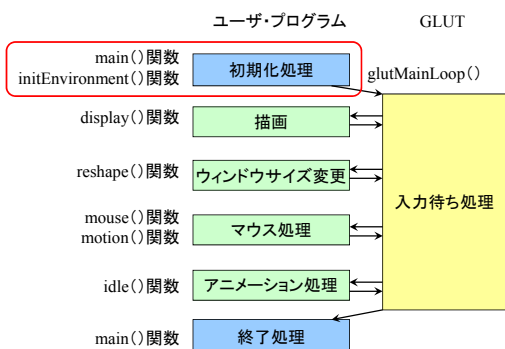 ユーザ・プログラム
GLUT
main()関数
initEnvironment()関数
初期化処理
glutMainLoop()
display()関数
描画
reshape()関数
ウィンドウサイズ変更
入力待ち処理
mouse()関数
motion()関数
マウス処理
idle()関数
アニメーション処理
main()関数
終了処理